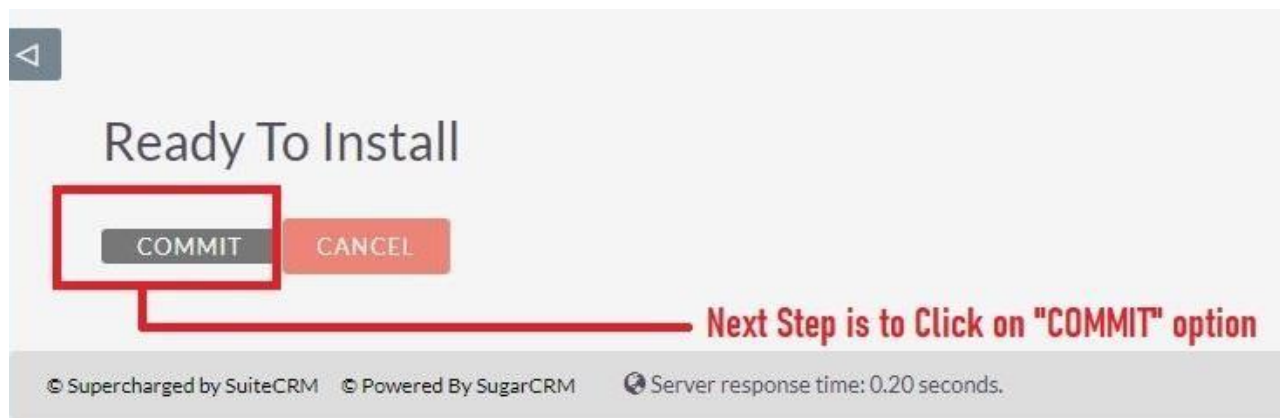 Ready To Install
COMMIT CANCEL
Next Step is to Click on "COMMIT" option
© Supercharged by SuiteCRM © Powered By SugarCRM Server response time: 0.20 seconds.